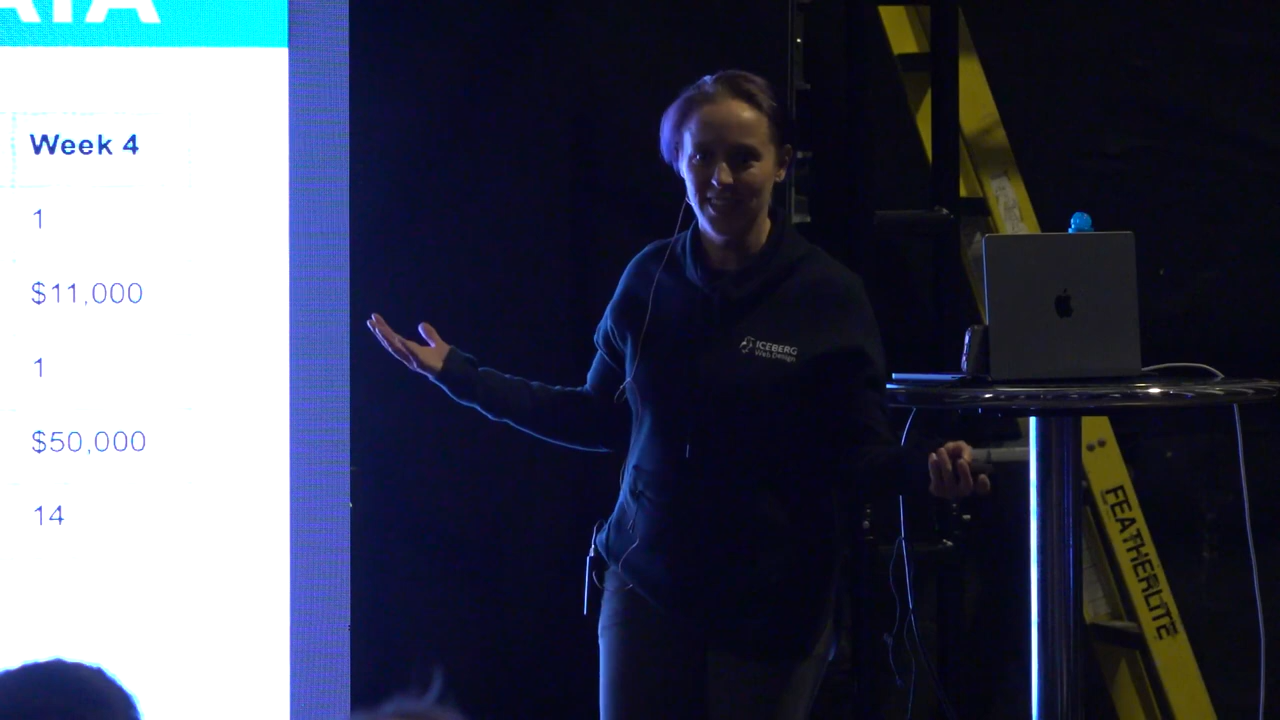 Week 4
1
$11,000
1
$50,000
14
ICEBERG
Web Design
FEATHERLITE